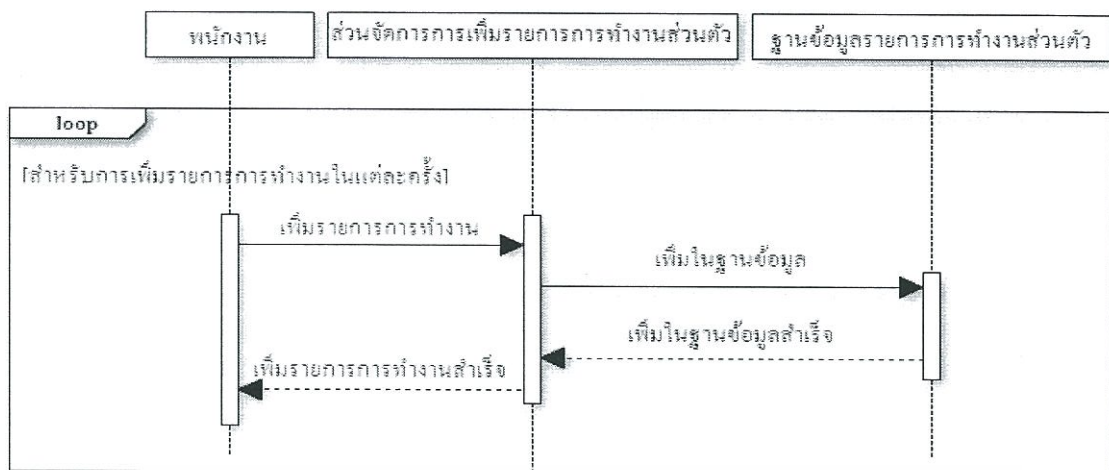 พนักงาน
ส่วนจัดการการเพิ่มรายการการทำงานส่วนตัว
ฐานข้อมูลรายการการทำงานส่วนตัว
loop
[สำหรับการเพิ่มรายการการทำงานในแต่ละครั้ง]
เพิ่มรายการการทำงาน
เพิ่มในฐานข้อมูล
เพิ่มในฐานข้อมูลสำเร็จ
เพิ่มรายการการทำงานสำเร็จ